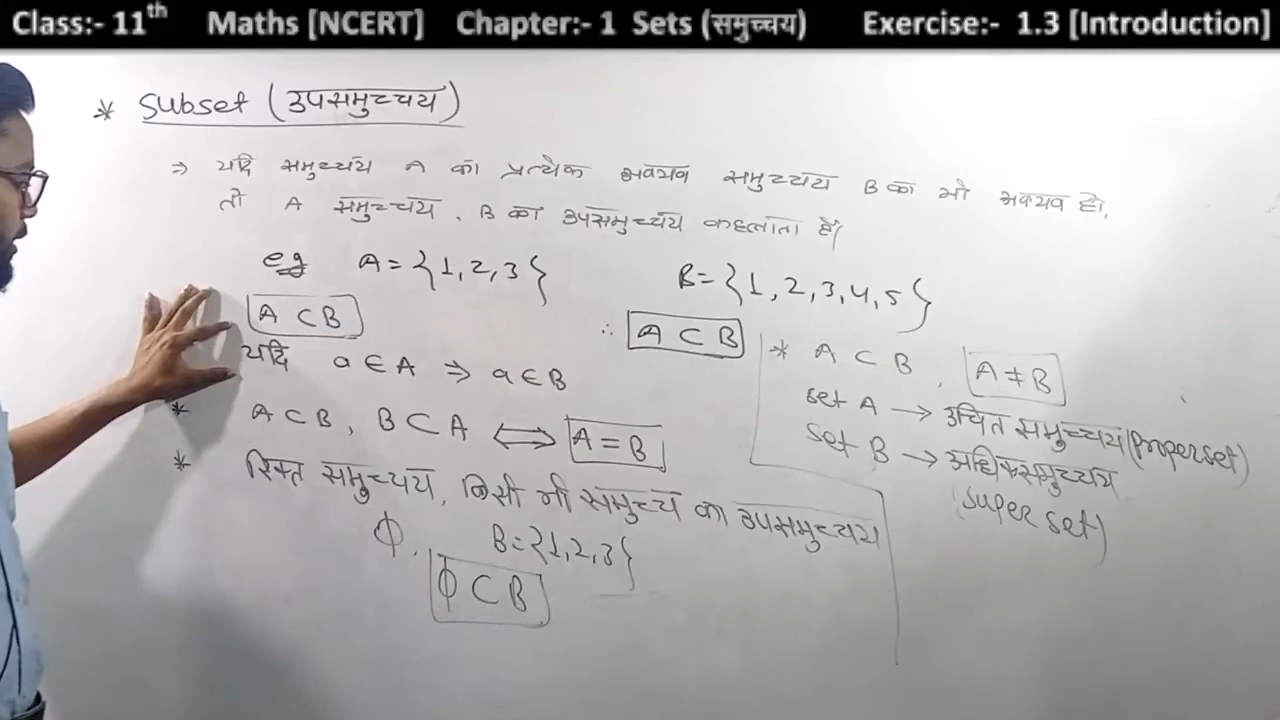 Class:- 11th Maths [NCERT] Chapter:- 1 Sets (समुच्चय) Exercise:- 1.3 [Introduction]
* Subset (उपसमुच्चय)
⇒ यदि समुच्चय A का प्रत्येक अवयव समुच्चय B का भी अवयव हो,
तो A समुच्चय, B का उपसमुच्चय कहलाता है।
eg A = {1, 2, 3} B = {1, 2, 3, 4, 5}
A ⊂ B
∴ A ⊂ B
यदि a ∈ A ⇒ a ∈ B
* A ⊂ B, B ⊂ A ⟺ A = B
* रिक्त समुच्चय, किसी भी समुच्चय का उपसमुच्चय
ϕ, B = {1, 2, 3}
ϕ ⊂ B
* A ⊂ B, A ≠ B
set A → उचित समुच्चय (Proper set)
set B → अधिकसमुच्चय
(super set)